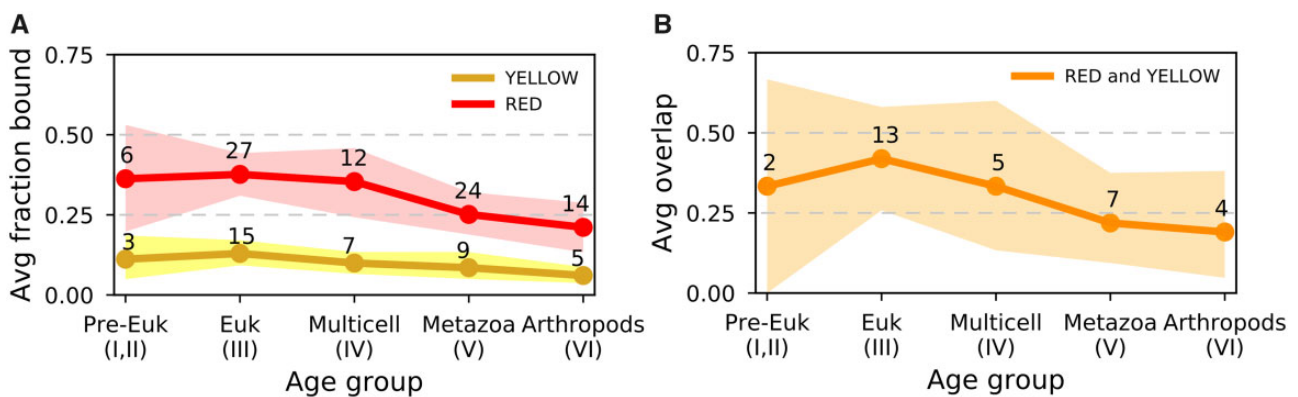 A
Avg fraction bound
0.75
0.50
0.25
0.00
YELLOW
RED
6
27
12
24
14
3
15
7
9
5
Pre-Euk Euk Multicell Metazoa Arthropods
(I,II) (III) (IV) (V) (VI)
Age group
B
Avg overlap
0.75
0.50
0.25
0.00
RED and YELLOW
2
13
5
7
4
Pre-Euk Euk Multicell Metazoa Arthropods
(I,II) (III) (IV) (V) (VI)
Age group